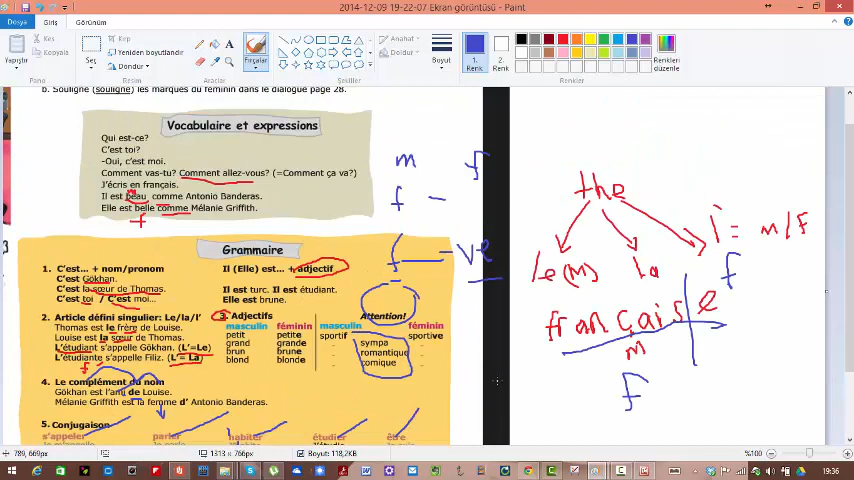 2014-12-09 19-22-07 Ekran görüntüsü - Paint
Dosya Giriş Görünüm
Yapıştır
Kes
Kopyala
Pano
Seç
Kırp
Yeniden boyutlandır
Döndür
Resim
Araçlar
Fırçalar
Şekiller
Anahat
Doldur
Boyut
1. Renk
2. Renk
Renkleri düzenle
Renkler
b. Souligne (souligne) les marques du féminin dans le dialogue page 28.
Vocabulaire et expressions
Qui est-ce?
C'est toi?
-Oui, c'est moi.
Comment vas-tu? Comment allez-vous? (=Comment ça va?)
J'écris en français.
Il est beau comme Antonio Banderas.
Elle est belle comme Mélanie Griffith.
m
f
Grammaire
1. C'est... + nom/pronom
C'est Gökhan.
C'est la sœur de Thomas.
C'est toi / C'est moi...
Il (Elle) est... + adjectif
Il est turc. Il est étudiant.
Elle est brune.
2. Article défini singulier: Le/la/l'
Thomas est le frère de Louise.
Louise est la sœur de Thomas.
L'étudiant s'appelle Gökhan. (L'=Le)
L'étudiante s'appelle Filiz. (L'= La)
f
3. Adjectifs
Attention!
masculin féminin masculin féminin
petit petite sportif sportive
grand grande sympa
brun brune romantique
blond blonde comique
4. Le complément du nom
Gökhan est l'ami de Louise.
Mélanie Griffith est la femme d' Antonio Banderas.
5. Conjugaison
s'appeler parler habiter étudier être
m f
f -
f - ve
the
le(M) la l' = m/f
f
français e
m
f
789, 669px
1313 × 766px
Boyut: 118,2KB
%100
19:36